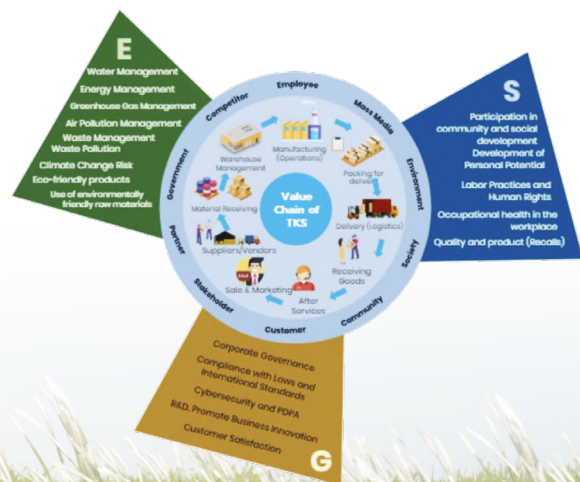 E
Water Management
Energy Management
Greenhouse Gas Management
Air Pollution Management
Waste Management
Waste Pollution
Climate Change Risk
Eco-friendly products
Use of environmentally
friendly raw materials
S
Participation in
community and social
development
Development of
Personal Potential
Labor Practices and
Human Rights
Occupational health in the
workplace
Quality and product (Recalls)
Employee
Mass Media
Environment
Society
Community
Customer
Stakeholder
Partner
Government
Competitor
Manufacturing
(Operations)
Packing for
deliver
Delivery (Logistics)
Receiving
Goods
After
Services
Sale & Marketing
SALE
Suppliers/Vendors
Material Receiving
Warehouse
Management
Value
Chain of
TKS
Corporate Governance
Compliance with Laws and
International Standards
Cybersecurity and PDPA
R&D, Promote Business Innovation
Customer Satisfaction
G